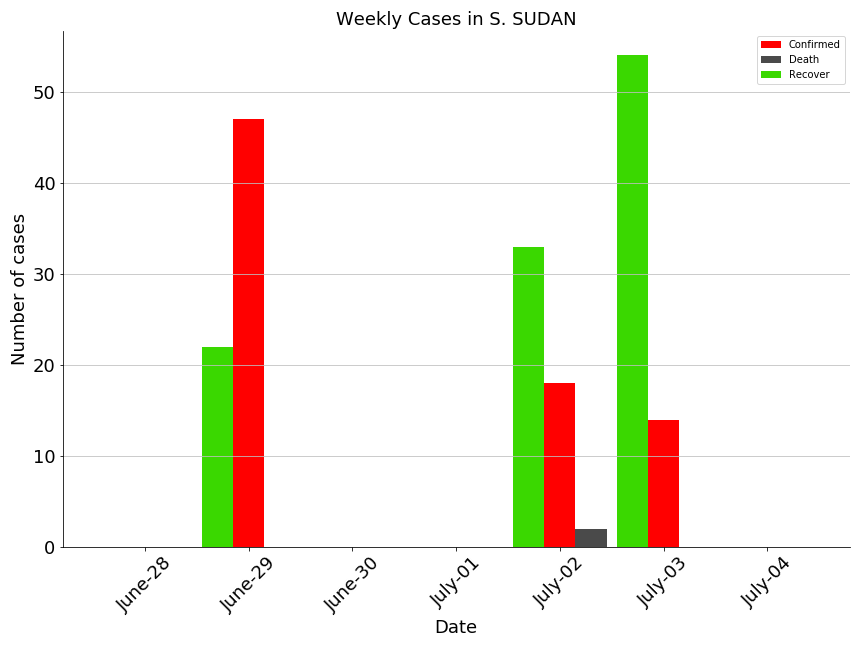 Weekly Cases in S. SUDAN
Confirmed
Death
Recover
Number of cases
50
40
30
20
10
0
June-28
June-29
June-30
July-01
July-02
July-03
July-04
Date